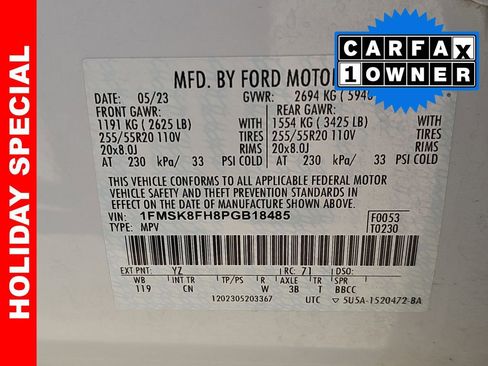 HOLIDAY SPECIAL
CARFAX
1 OWNER
MFD. BY FORD MOTOR
DATE: 05/23 GVWR: 2694 KG ( 5940
FRONT GAWR: REAR GAWR:
1191 KG ( 2625 LB) WITH 1554 KG ( 3425 LB) WITH
255/55R20 110V TIRES 255/55R20 110V TIRES
20x8.0J RIMS 20x8.0J RIMS
AT 230 kPa/ 33 PSI COLD AT 230 kPa/ 33 PSI COLD
THIS VEHICLE CONFORMS TO ALL APPLICABLE FEDERAL MOTOR
VEHICLE SAFETY AND THEFT PREVENTION STANDARDS IN
EFFECT ON THE DATE OF MANUFACTURE SHOWN ABOVE.
VIN: 1FMSK8FH8PGB18485 F0053
TYPE: MPV T0230
EXT PNT: YZ RC: 71 DSO:
WB INT TR TP/PS R AXLE TR SPR
119 CN W 3B T BBCC
1202305203367 UTC 5U5A-1520472-BA